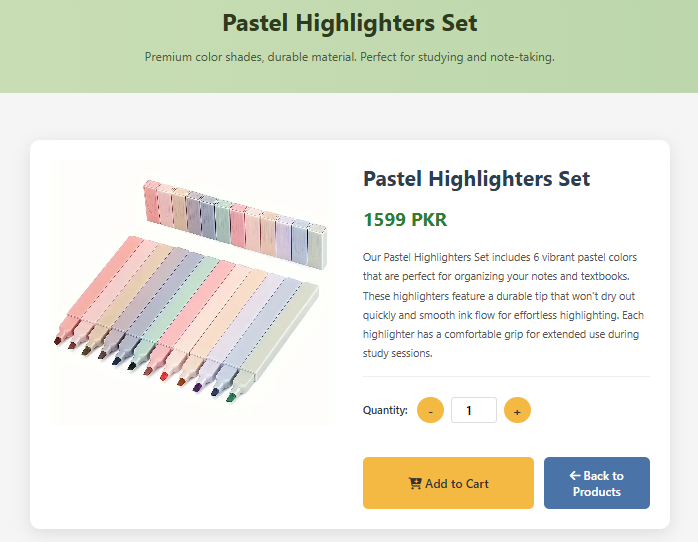 Pastel Highlighters Set
Premium color shades, durable material. Perfect for studying and note-taking.
Pastel Highlighters Set
1599 PKR
Our Pastel Highlighters Set includes 6 vibrant pastel colors
that are perfect for organizing your notes and textbooks.
These highlighters feature a durable tip that won't dry out
quickly and smooth ink flow for effortless highlighting. Each
highlighter has a comfortable grip for extended use during
study sessions.
Quantity: - 1 +
Add to Cart
Back to
Products